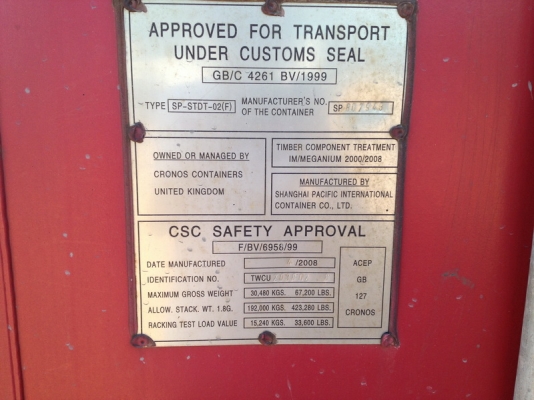 APPROVED FOR TRANSPORT
UNDER CUSTOMS SEAL
GB/C 4261 BV/1999
TYPE SP-STDT-02(F) MANUFACTURER'S NO. OF THE CONTAINER SP
OWNED OR MANAGED BY
CRONOS CONTAINERS
UNITED KINGDOM
TIMBER COMPONENT TREATMENT
IM/MEGANIUM 2000/2008
MANUFACTURED BY
SHANGHAI PACIFIC INTERNATIONAL
CONTAINER CO., LTD.
CSC SAFETY APPROVAL
F/BV/6956/99
DATE MANUFACTURED /2008
IDENTIFICATION NO. TWCU
MAXIMUM GROSS WEIGHT 30,480 KGS. 67,200 LBS.
ALLOW. STACK. WT. 1.8G. 192,000 KGS. 423,280 LBS.
RACKING TEST LOAD VALUE 15,240 KGS. 33,600 LBS.
ACEP
GB
127
CRONOS